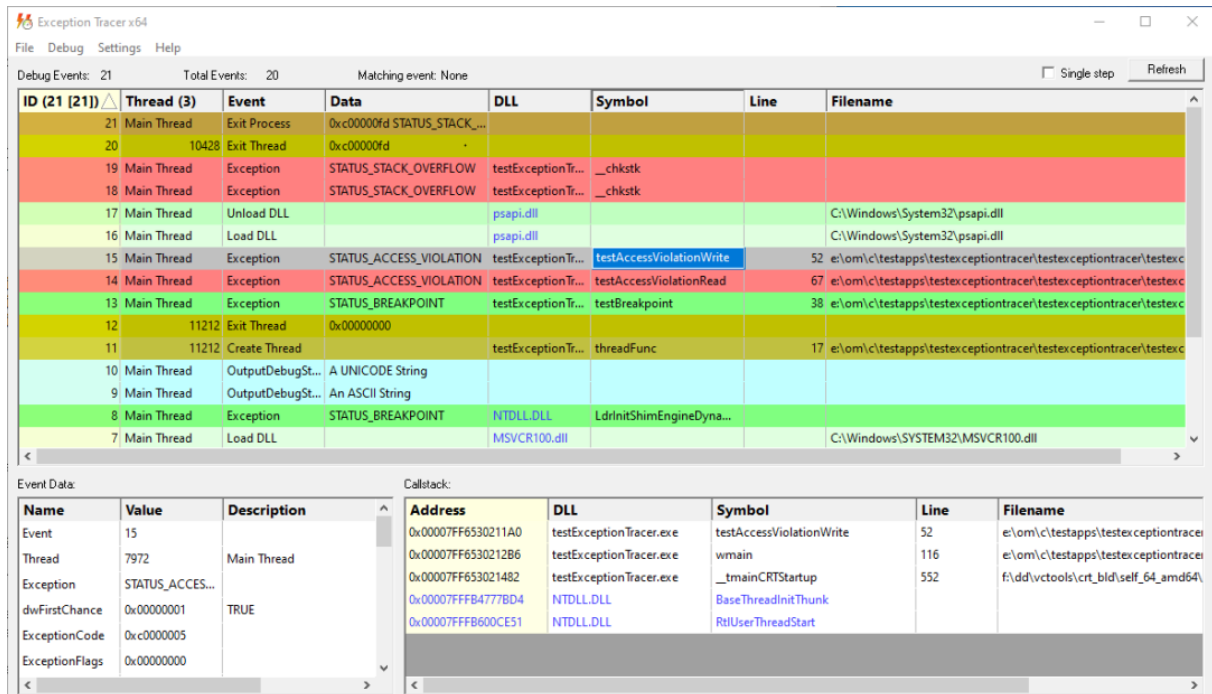 Exception Tracer x64
File Debug Settings Help
Debug Events: 21 Total Events: 20 Matching event: None Single step Refresh
ID (21 [21]) Thread (3) Event Data DLL Symbol Line Filename
21 Main Thread Exit Process 0xc00000fd STATUS_STACK_...
20 10428 Exit Thread 0xc00000fd
19 Main Thread Exception STATUS_STACK_OVERFLOW testExceptionTr... __chkstk
18 Main Thread Exception STATUS_STACK_OVERFLOW testExceptionTr... __chkstk
17 Main Thread Unload DLL psapi.dll C:\Windows\System32\psapi.dll
16 Main Thread Load DLL psapi.dll C:\Windows\System32\psapi.dll
15 Main Thread Exception STATUS_ACCESS_VIOLATION testExceptionTr... testAccessViolationWrite 52 e:\om\c\testapps\testexceptiontracer\testexceptiontracer\testexc
14 Main Thread Exception STATUS_ACCESS_VIOLATION testExceptionTr... testAccessViolationRead 67 e:\om\c\testapps\testexceptiontracer\testexceptiontracer\testexc
13 Main Thread Exception STATUS_BREAKPOINT testExceptionTr... testBreakpoint 38 e:\om\c\testapps\testexceptiontracer\testexceptiontracer\testexc
12 11212 Exit Thread 0x00000000
11 11212 Create Thread testExceptionTr... threadFunc 17 e:\om\c\testapps\testexceptiontracer\testexceptiontracer\testexc
10 Main Thread OutputDebugSt... A UNICODE String
9 Main Thread OutputDebugSt... An ASCII String
8 Main Thread Exception STATUS_BREAKPOINT NTDLL.DLL LdrInitShimEngineDyna...
7 Main Thread Load DLL MSVCR100.dll C:\Windows\SYSTEM32\MSVCR100.dll
Event Data:
Name Value Description
Event 15
Thread 7972 Main Thread
Exception STATUS_ACCES...
dwFirstChance 0x00000001 TRUE
ExceptionCode 0xc0000005
ExceptionFlags 0x00000000
Callstack:
Address DLL Symbol Line Filename
0x00007FF6530211A0 testExceptionTracer.exe testAccessViolationWrite 52 e:\om\c\testapps\testexceptiontracer
0x00007FF6530212B6 testExceptionTracer.exe wmain 116 e:\om\c\testapps\testexceptiontracer
0x00007FF653021482 testExceptionTracer.exe __tmainCRTStartup 552 f:\dd\vctools\crt_bld\self_64_amd64\
0x00007FFFB4777BD4 NTDLL.DLL BaseThreadInitThunk
0x00007FFFB600CE51 NTDLL.DLL RtlUserThreadStart